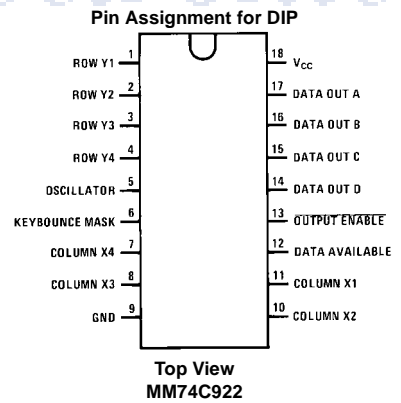 Pin Assignment for DIP
ROW Y1 1 18 VCC
ROW Y2 2 17 DATA OUT A
ROW Y3 3 16 DATA OUT B
ROW Y4 4 15 DATA OUT C
OSCILLATOR 5 14 DATA OUT D
KEYBOUNCE MASK 6 13 OUTPUT ENABLE
COLUMN X4 7 12 DATA AVAILABLE
COLUMN X3 8 11 COLUMN X1
GND 9 10 COLUMN X2
Top View
MM74C922